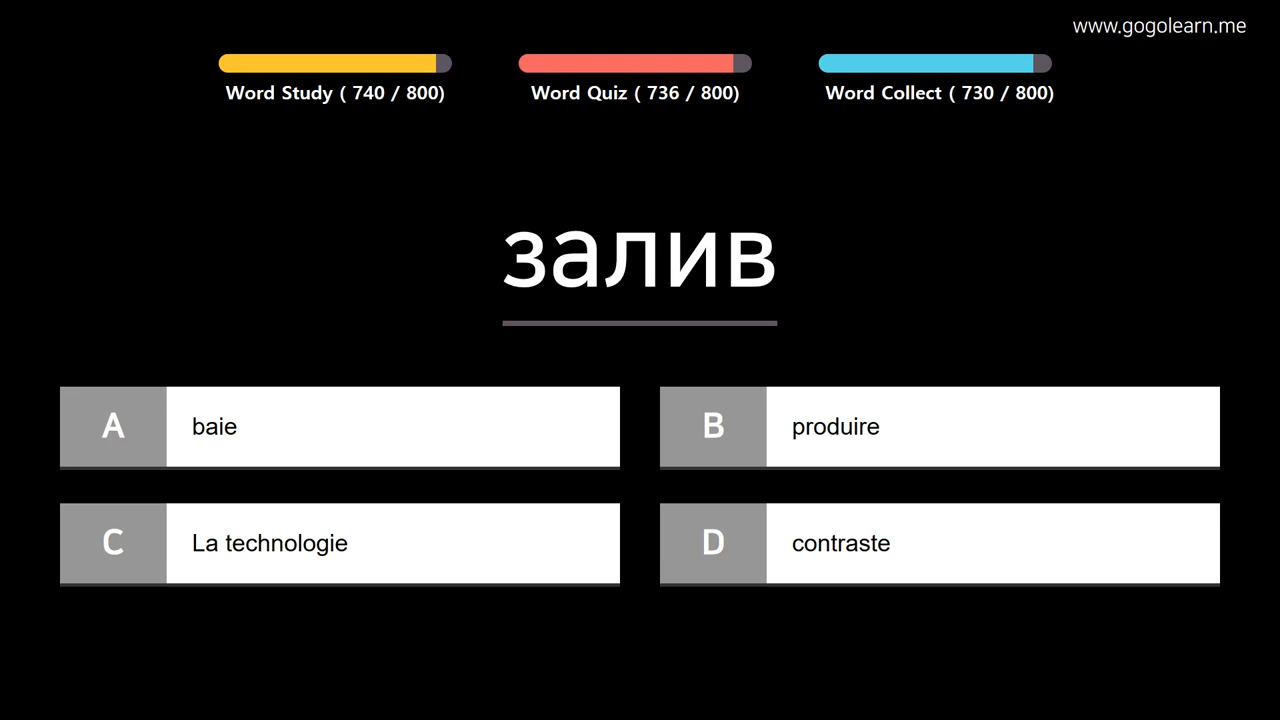 www.gogolearn.me
Word Study ( 740 / 800)
Word Quiz ( 736 / 800)
Word Collect ( 730 / 800)
залив
A baie
B produire
C La technologie
D contraste